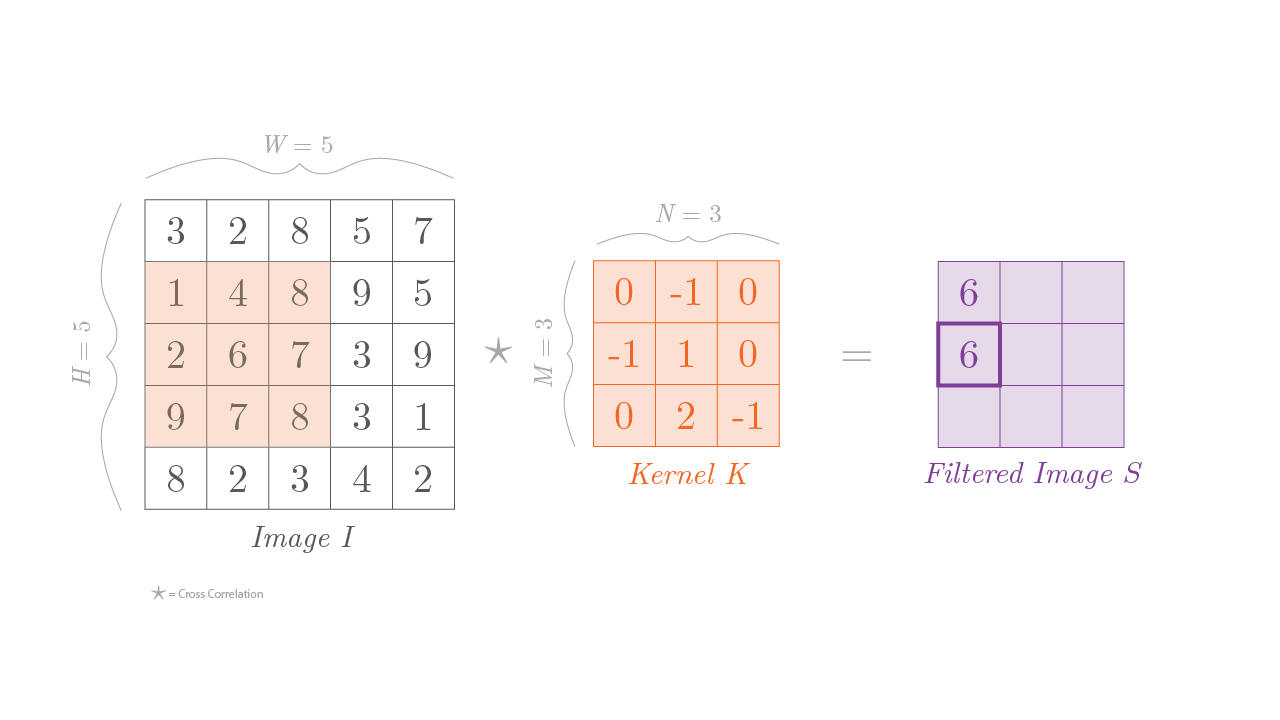 W = 5
H = 5
3 2 8 5 7
1 4 8 9 5
2 6 7 3 9
9 7 8 3 1
8 2 3 4 2
Image I
★
N = 3
M = 3
0 -1 0
-1 1 0
0 2 -1
Kernel K
=
6
6
Filtered Image S
★ = Cross Correlation